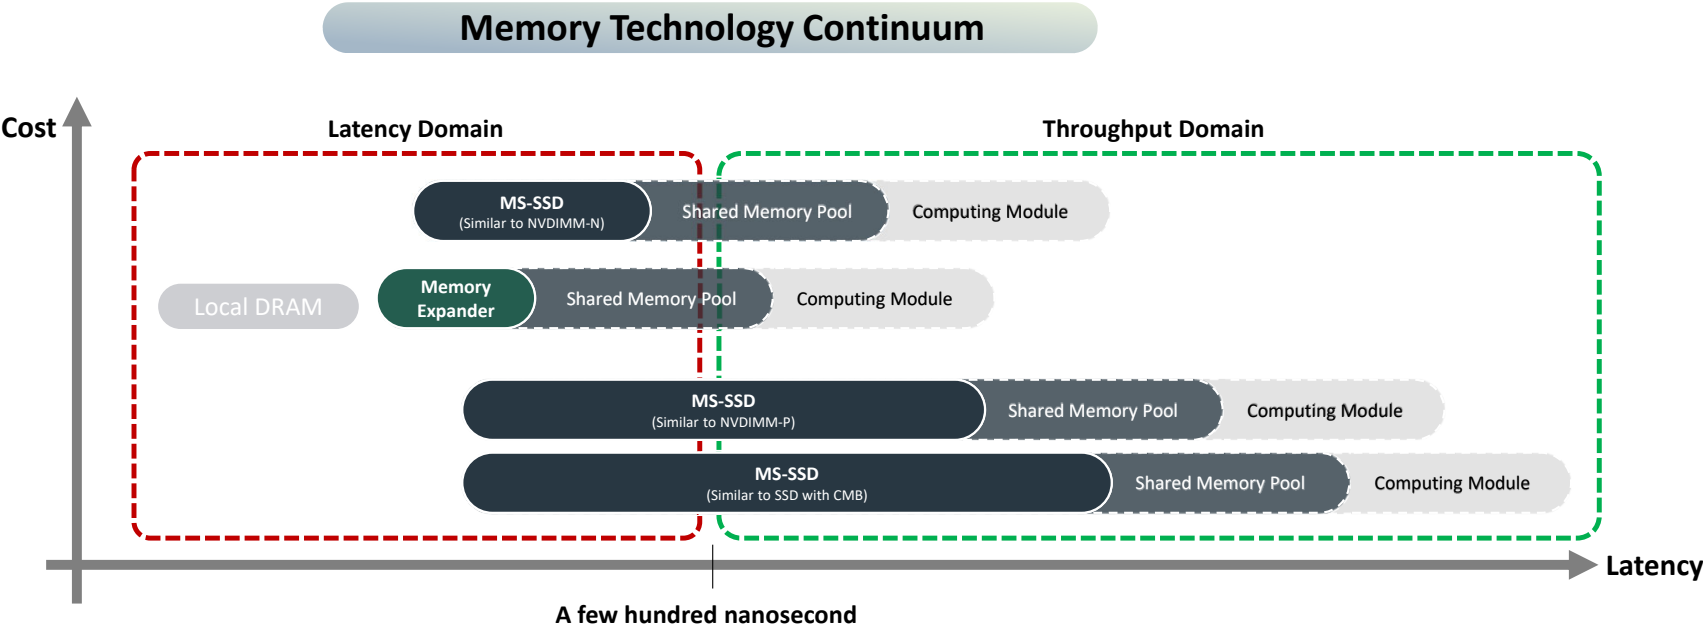 Memory Technology Continuum
Cost
Latency Domain
Throughput Domain
MS-SSD
(Similar to NVDIMM-N)
Shared Memory Pool
Computing Module
Local DRAM
Memory
Expander
Shared Memory Pool
Computing Module
MS-SSD
(Similar to NVDIMM-P)
Shared Memory Pool
Computing Module
MS-SSD
(Similar to SSD with CMB)
Shared Memory Pool
Computing Module
Latency
A few hundred nanosecond